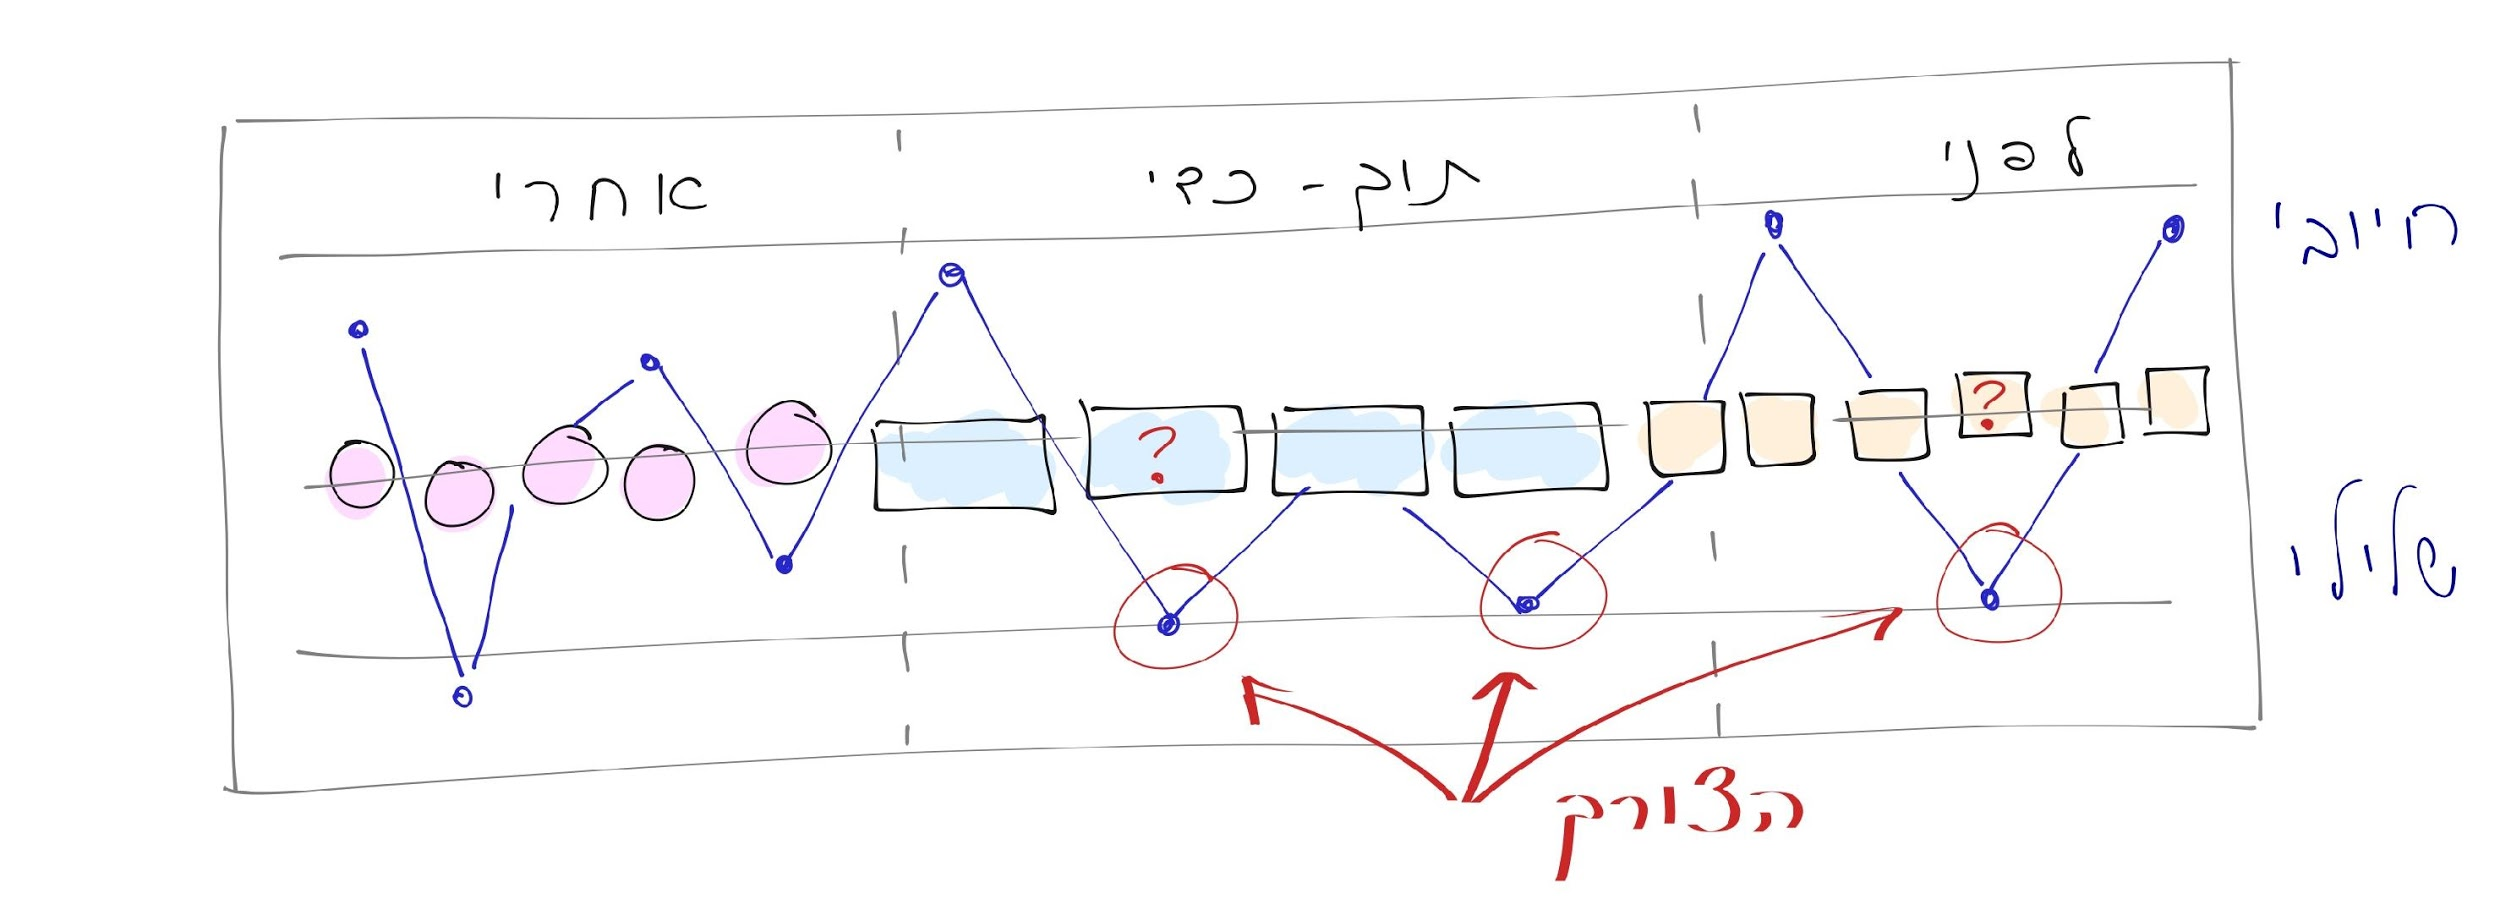 לפני
תוך - כדי
אחרי
חיובי
?
?
שלילי
הצורך